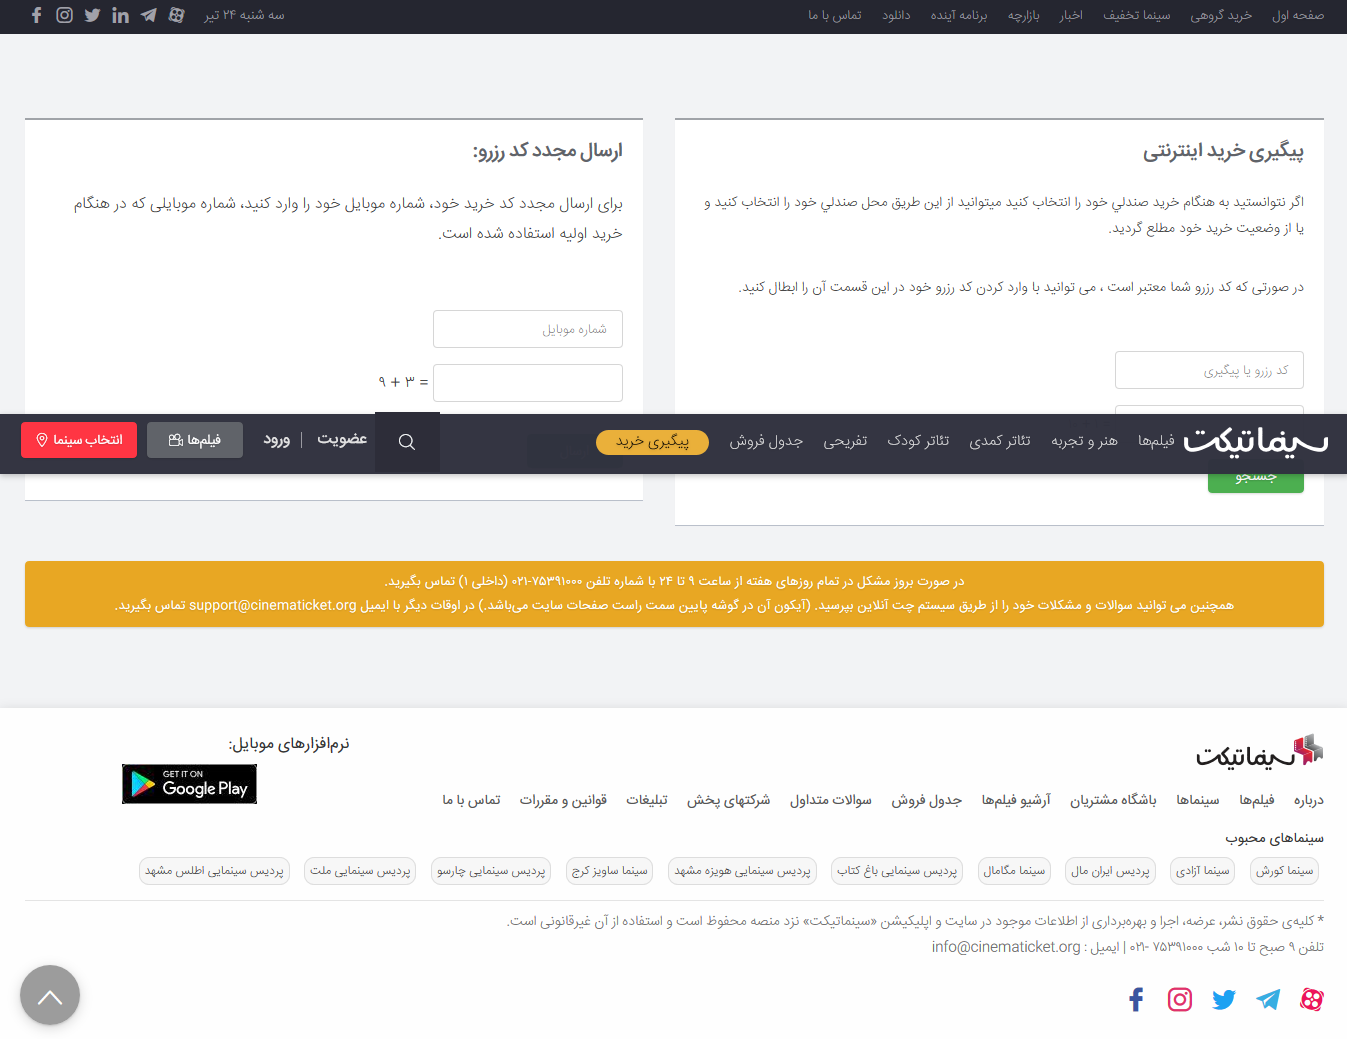 صفحه اول
خرید گروهی
سینما تخفیف
اخبار
بازارچه
برنامه آینده
دانلود
تماس با ما
سه شنبه ۲۴ تیر
پیگیری خرید اینترنتی
اگر نتوانستید به هنگام خرید صندلي خود را انتخاب کنید میتوانید از این طریق محل صندلي خود را انتخاب کنید و
یا از وضعیت خرید خود مطلع گردید.
در صورتی که کد رزرو شما معتبر است ، می توانید با وارد کردن کد رزرو خود در این قسمت آن را ابطال کنید.
کد رزرو یا پیگیری
ارسال مجدد کد رزرو:
برای ارسال مجدد کد خرید خود، شماره موبایل خود را وارد کنید، شماره موبایلی که در هنگام
خرید اولیه استفاده شده است.
شماره موبایل
۹ + ۳ =
سینماتیکت
فیلم‌ها
هنر و تجربه
تئاتر کمدی
تئاتر کودک
تفریحی
جدول فروش
پیگیری خرید
عضویت
ورود
فیلم‌ها
انتخاب سینما
جستجو
در صورت بروز مشکل در تمام روزهای هفته از ساعت ۹ تا ۲۴ با شماره تلفن ۷۵۳۹۱۰۰۰-۰۲۱ (داخلی ۱) تماس بگیرید.
همچنین می توانید سوالات و مشکلات خود را از طریق سیستم چت آنلاین بپرسید. (آیکون آن در گوشه پایین سمت راست صفحات سایت می‌باشد.) در اوقات دیگر با ایمیل support@cinematicket.org تماس بگیرید.
سینماتیکت
نرم‌افزارهای موبایل:
GET IT ON
Google Play
درباره
فیلم‌ها
سینماها
باشگاه مشتریان
آرشیو فیلم‌ها
جدول فروش
سوالات متداول
شرکتهای پخش
تبلیغات
قوانین و مقررات
تماس با ما
سینماهای محبوب
سینما کورش
سینما آزادی
پردیس ایران مال
سینما مگامال
پردیس سینمایی باغ کتاب
پردیس سینمایی هویزه مشهد
سینما ساویز کرج
پردیس سینمایی چارسو
پردیس سینمایی ملت
پردیس سینمایی اطلس مشهد
* کلیه‌ی حقوق نشر، عرضه، اجرا و بهره‌برداری از اطلاعات موجود در سایت و اپلیکیشن «سینماتیکت» نزد منصه محفوظ است و استفاده از آن غیرقانونی است.
تلفن ۹ صبح تا ۱۰ شب ۷۵۳۹۱۰۰۰ -۰۲۱ | ایمیل : info@cinematicket.org